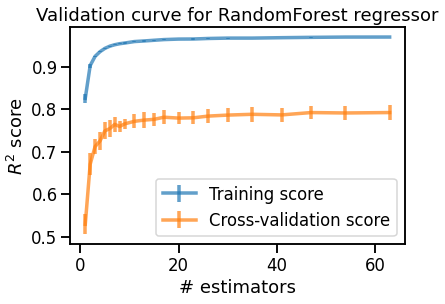 Validation curve for RandomForest regressor
R² score
0.9
0.8
0.7
0.6
0.5
Training score
Cross-validation score
0
20
40
60
# estimators